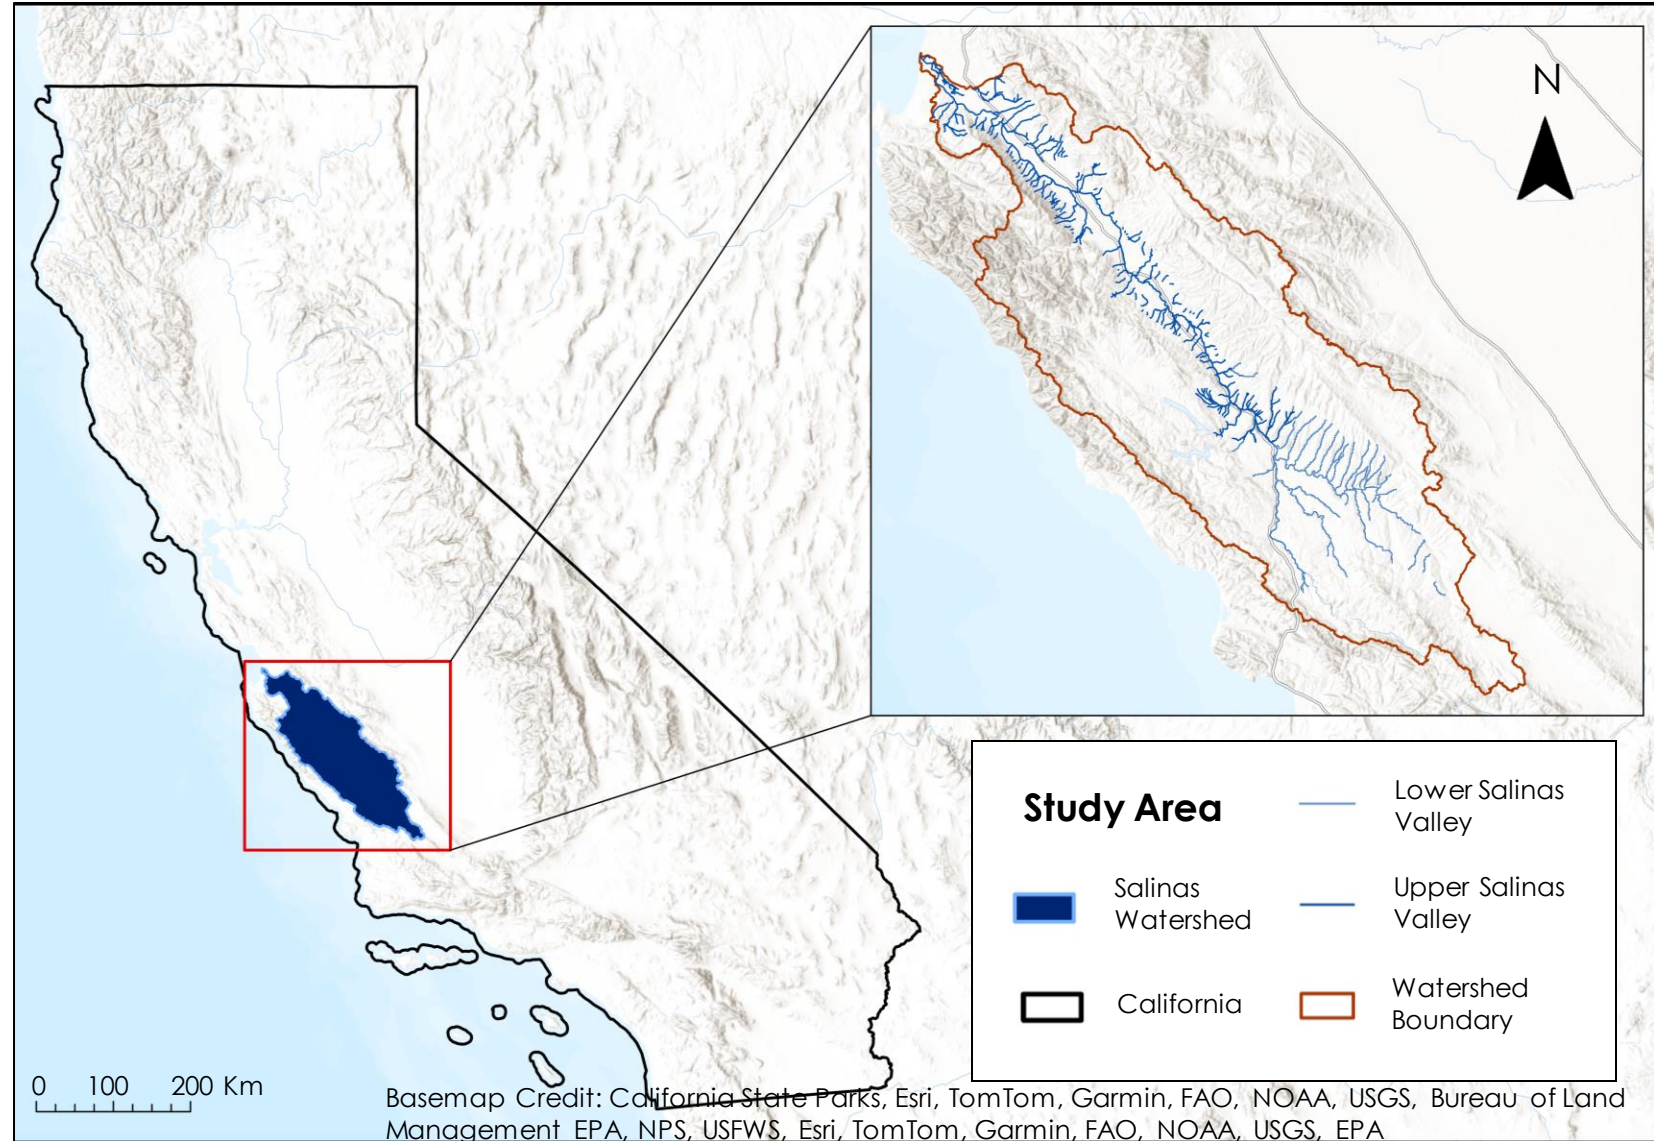 N
Study Area
Lower Salinas
Valley
Salinas
Watershed
Upper Salinas
Valley
California
Watershed
Boundary
0 100 200 Km
Basemap Credit: California State Parks, Esri, TomTom, Garmin, FAO, NOAA, USGS, Bureau of Land
Management EPA, NPS, USFWS, Esri, TomTom, Garmin, FAO, NOAA, USGS, EPA